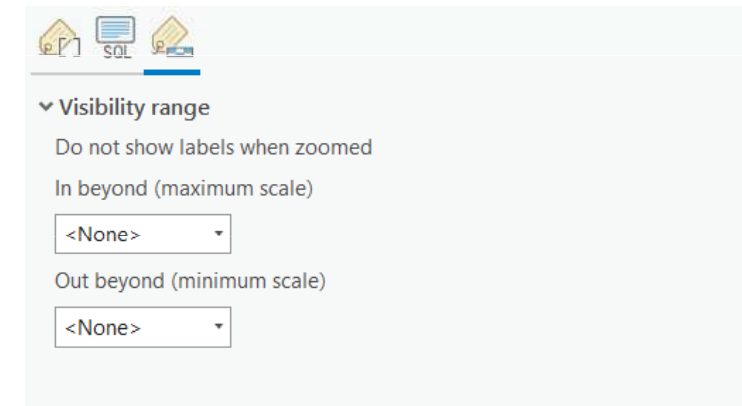 SQL
Visibility range
Do not show labels when zoomed
In beyond (maximum scale)
<None>
Out beyond (minimum scale)
<None>